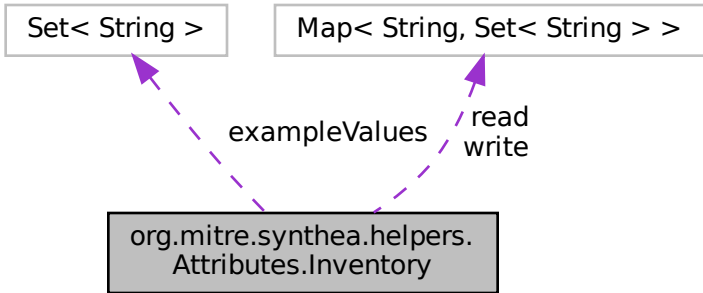 Set< String >
Map< String, Set< String > >
exampleValues
read
write
org.mitre.synthea.helpers.
Attributes.Inventory